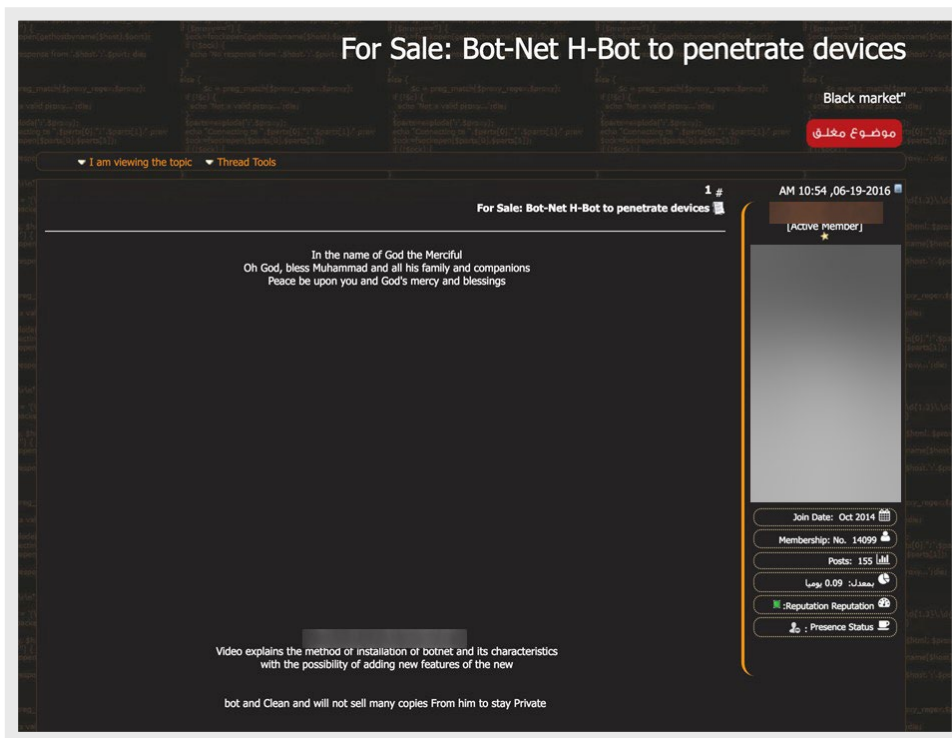 For Sale: Bot-Net H-Bot to penetrate devices
Black market"
موضوع مغلق
I am viewing the topic Thread Tools
1 #
AM 10:54 ,06-19-2016
For Sale: Bot-Net H-Bot to penetrate devices
[Active Member]
In the name of God the Merciful
Oh God, bless Muhammad and all his family and companions
Peace be upon you and God's mercy and blessings
Join Date: Oct 2014
Membership: No. 14099
Posts: 155
بمعدل: 0.09 يوميا
:Reputation Reputation
: Presence Status
Video explains the method of installation of botnet and its characteristics
with the possibility of adding new features of the new
bot and Clean and will not sell many copies From him to stay Private